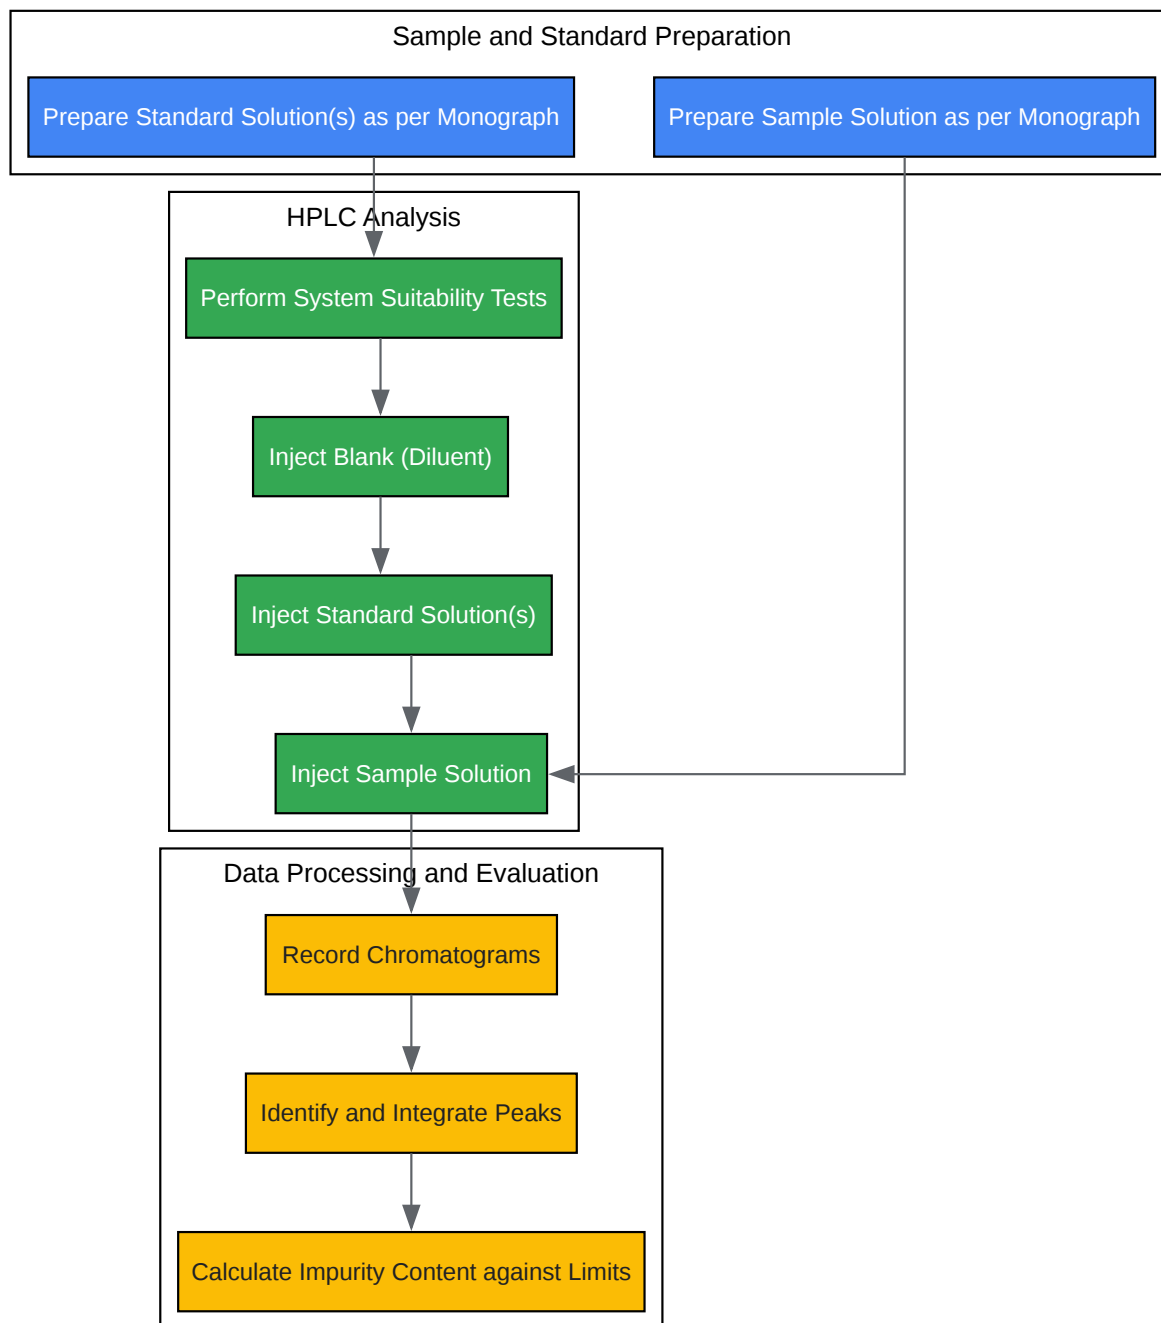 Sample and Standard Preparation
Prepare Standard Solution(s) as per Monograph
Prepare Sample Solution as per Monograph
HPLC Analysis
Perform System Suitability Tests
Inject Blank (Diluent)
Inject Standard Solution(s)
Inject Sample Solution
Data Processing and Evaluation
Record Chromatograms
Identify and Integrate Peaks
Calculate Impurity Content against Limits